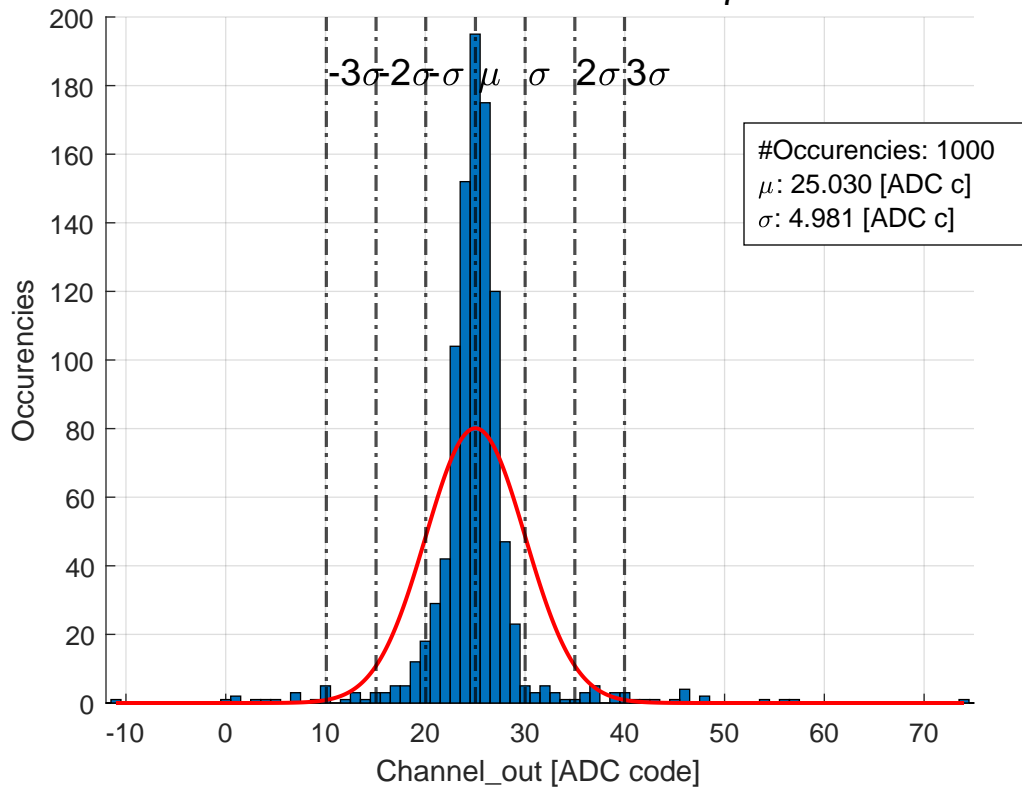 200
180
160
140
120
100
80
60
40
20
0
Occurencies
-3σ -2σ -σ μ σ 2σ 3σ
#Occurencies: 1000
μ: 25.030 [ADC c]
σ: 4.981 [ADC c]
-10 0 10 20 30 40 50 60 70
Channel_out [ADC code]